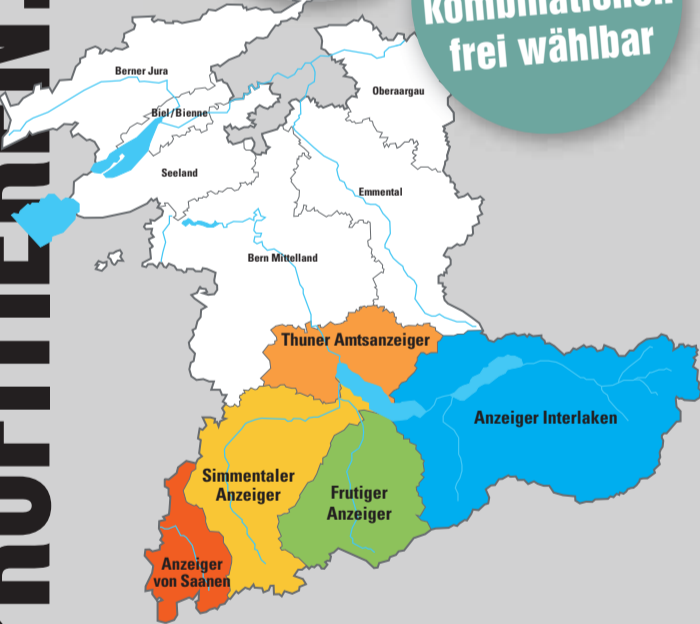 frei wählbar
Berner Jura
Oberaargau
Biel/Bienne
Seeland
Emmental
Bern Mittelland
Thuner Amtsanzeiger
Anzeiger Interlaken
Simmentaler
Anzeiger
Frutiger
Anzeiger
Anzeiger
von Saanen